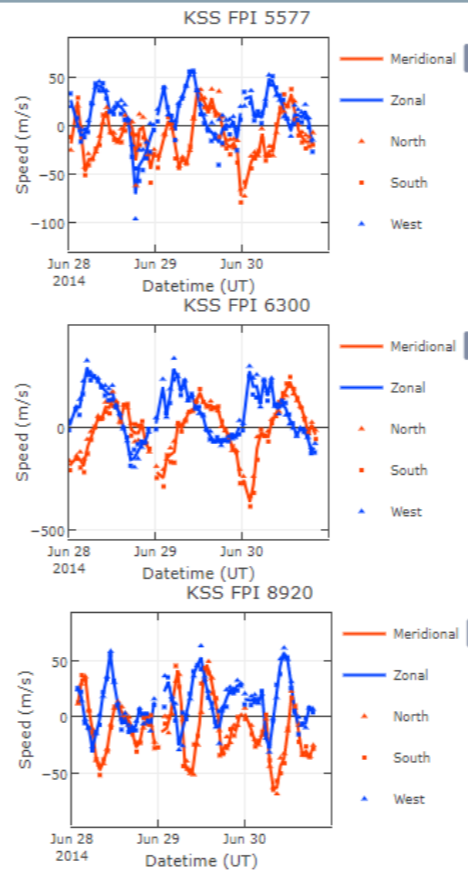 KSS FPI 5577
50
0
−50
−100
Speed (m/s)
Jun 28
2014
Jun 29
Jun 30
Datetime (UT)
Meridional
Zonal
North
South
West
KSS FPI 6300
0
−500
Speed (m/s)
Jun 28
2014
Jun 29
Jun 30
Datetime (UT)
Meridional
Zonal
North
South
West
KSS FPI 8920
50
0
−50
Speed (m/s)
Jun 28
2014
Jun 29
Jun 30
Datetime (UT)
Meridional
Zonal
North
South
West